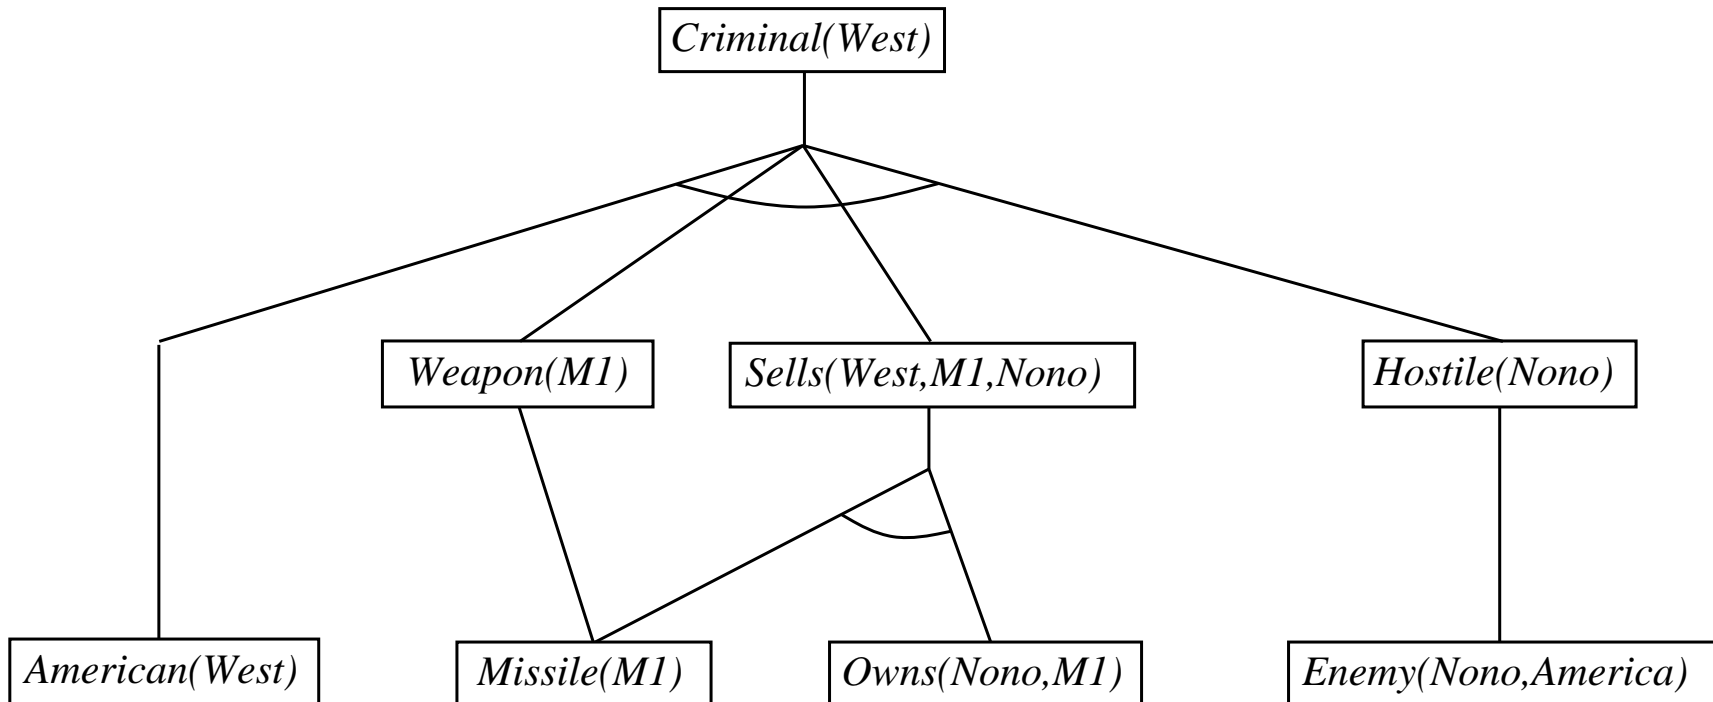 Criminal(West)
Weapon(M1)
Sells(West,M1,Nono)
Hostile(Nono)
American(West)
Missile(M1)
Owns(Nono,M1)
Enemy(Nono,America)